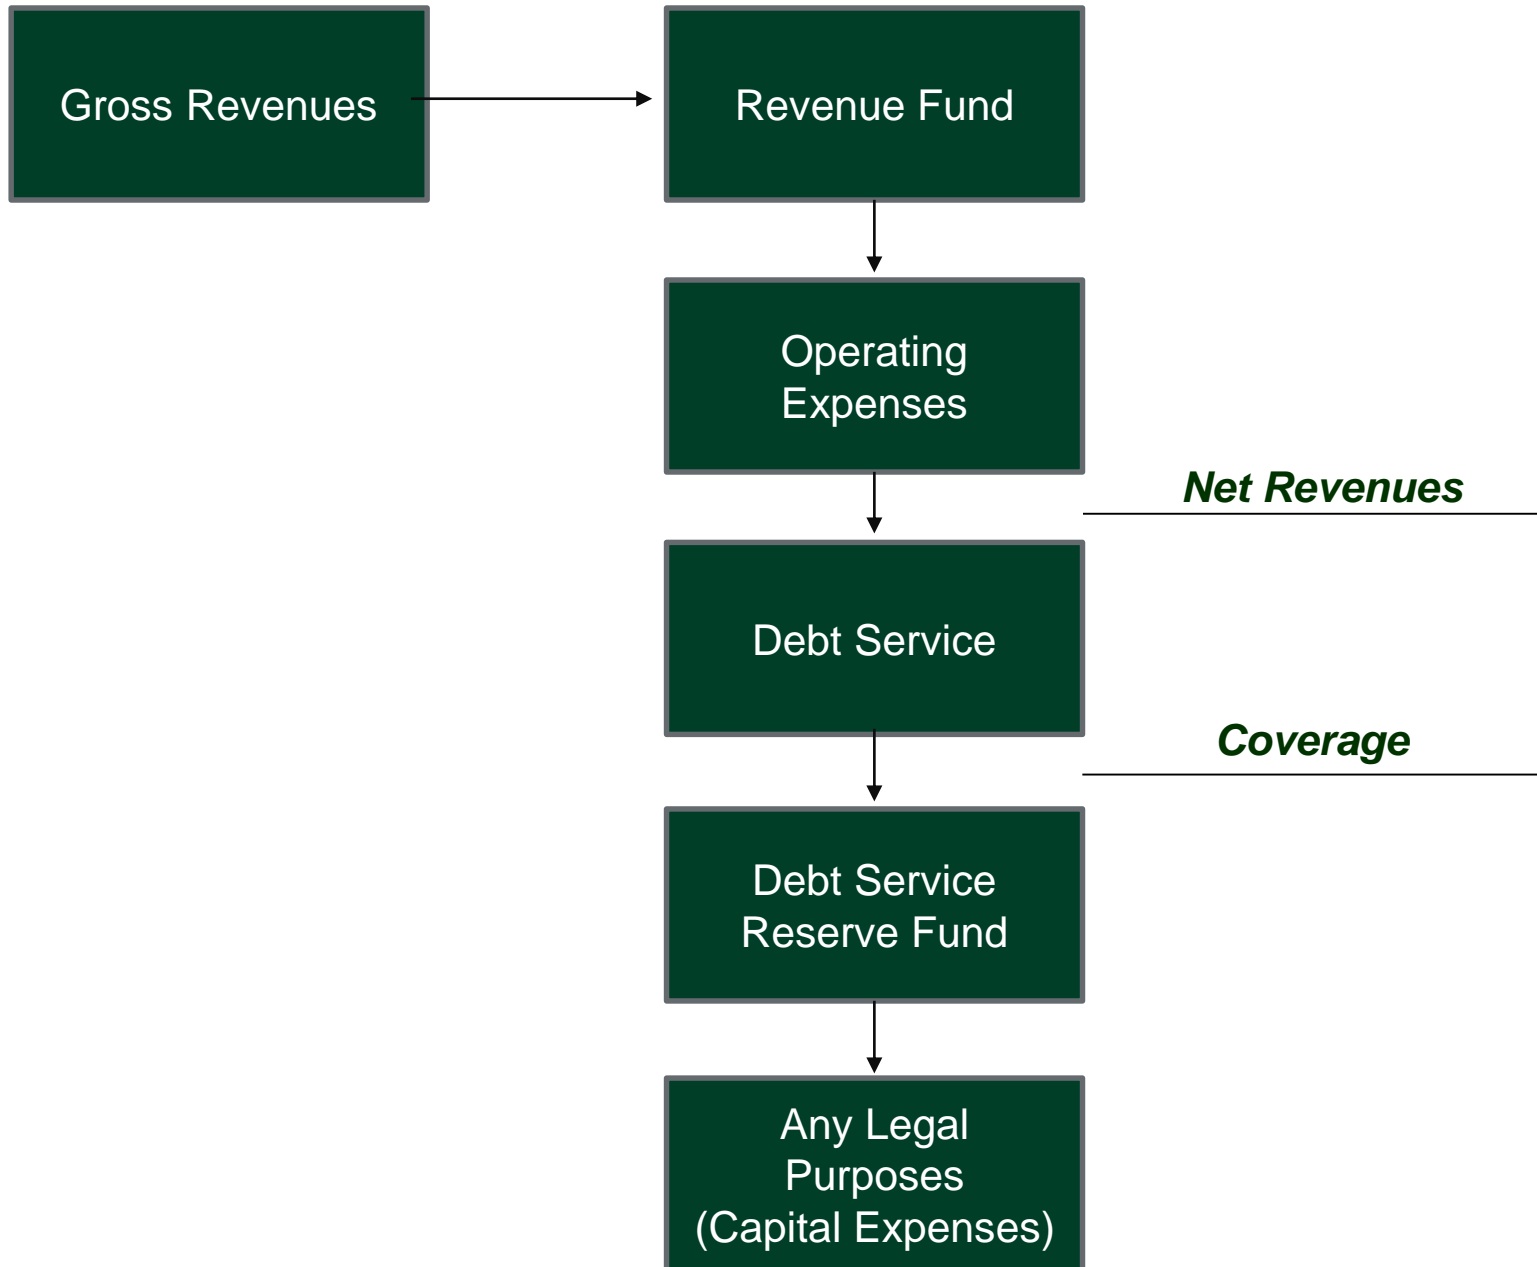 Gross Revenues
Revenue Fund
Operating
Expenses
Net Revenues
Debt Service
Coverage
Debt Service
Reserve Fund
Any Legal
Purposes
(Capital Expenses)